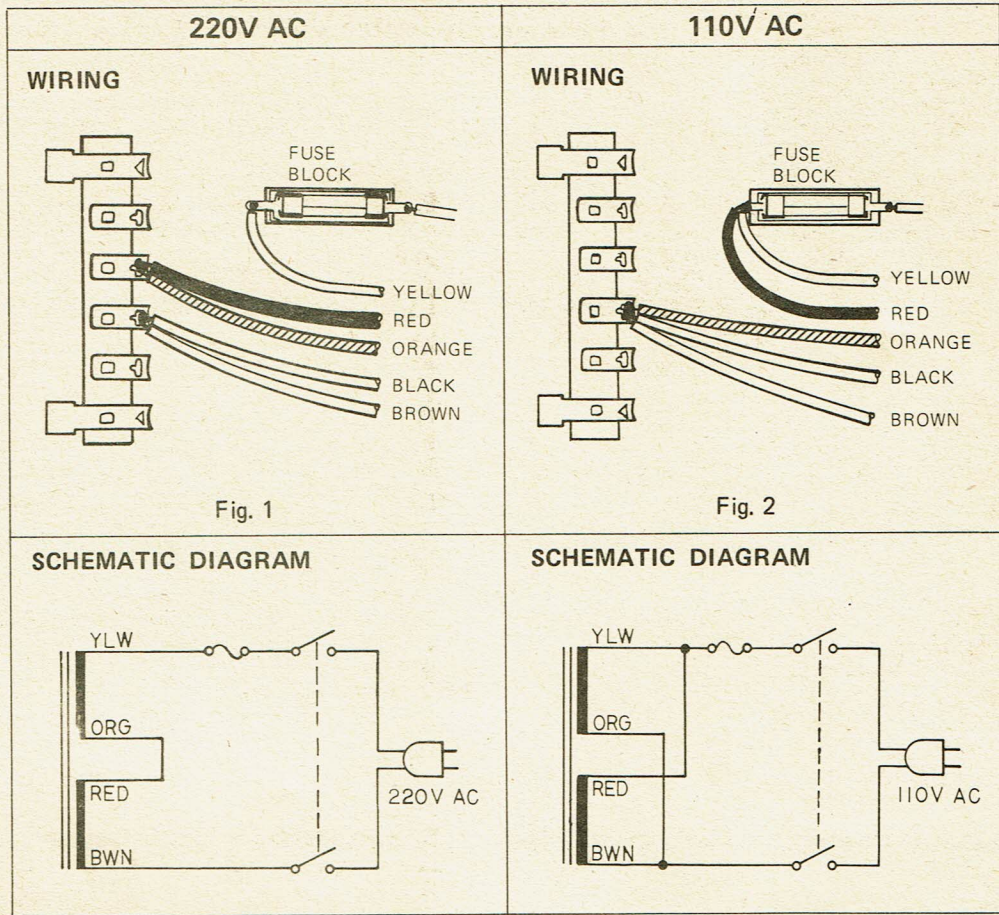 220V AC
110V AC
WIRING
FUSE
BLOCK
YELLOW
RED
ORANGE
BLACK
BROWN
Fig. 1
WIRING
FUSE
BLOCK
YELLOW
RED
ORANGE
BLACK
BROWN
Fig. 2
SCHEMATIC DIAGRAM
YLW
ORG
RED
BWN
220V AC
SCHEMATIC DIAGRAM
YLW
ORG
RED
BWN
110V AC